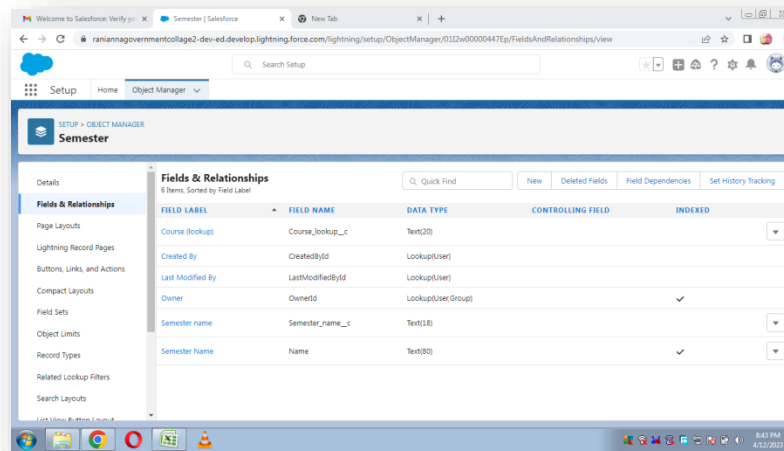 Welcome to Salesforce: Verify yo
Semester | Salesforce
New Tab
raniannagovernmentcollage2-dev-ed.develop.lightning.force.com/lightning/setup/ObjectManager/01I2w00000447Ep/FieldsAndRelationships/view
Search Setup
Setup
Home
Object Manager
SETUP > OBJECT MANAGER
Semester
Details
Fields & Relationships
Page Layouts
Lightning Record Pages
Buttons, Links, and Actions
Compact Layouts
Field Sets
Object Limits
Record Types
Related Lookup Filters
Search Layouts
List View Button Layout
Fields & Relationships
6 Items, Sorted by Field Label
Quick Find
New
Deleted Fields
Field Dependencies
Set History Tracking
FIELD LABEL FIELD NAME DATA TYPE CONTROLLING FIELD INDEXED
Course (lookup) Course_lookup__c Text(20)
Created By CreatedById Lookup(User)
Last Modified By LastModifiedById Lookup(User)
Owner OwnerId Lookup(User,Group)
Semester name Semester_name__c Text(18)
Semester Name Name Text(80)
8:43 PM
4/12/2023